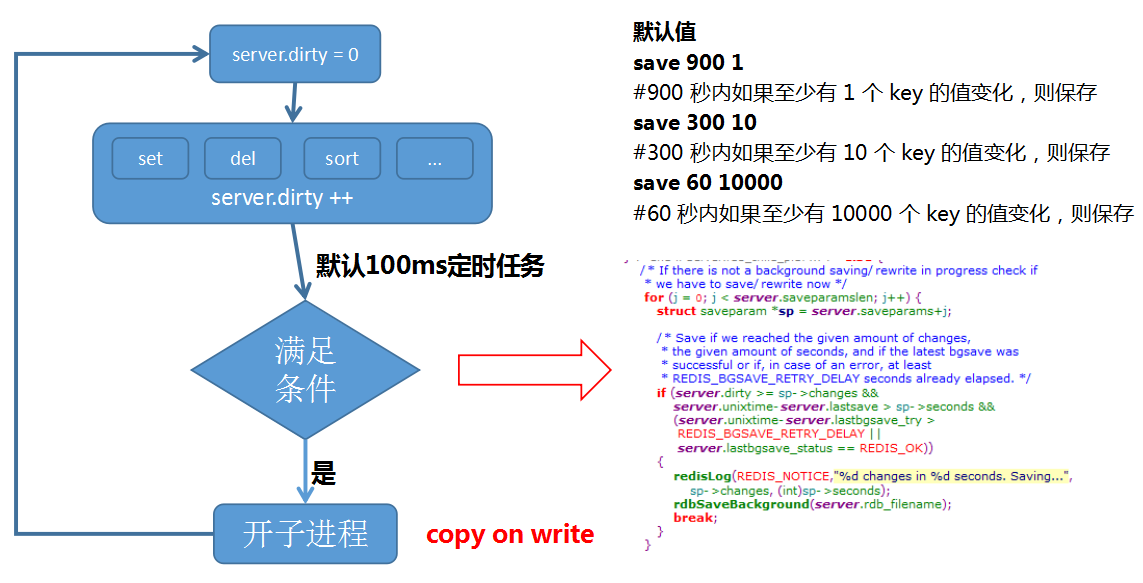 server.dirty = 0
set
del
sort
...
server.dirty ++
默认100ms定时任务
满足
条件
是
开子进程
copy on write
默认值
save 900 1
#900 秒内如果至少有 1 个 key 的值变化，则保存
save 300 10
#300 秒内如果至少有 10 个 key 的值变化，则保存
save 60 10000
#60 秒内如果至少有 10000 个 key 的值变化，则保存
/* If there is not a background saving/rewrite in progress check if
* we have to save/rewrite now */
for (j = 0; j < server.saveparamslen; j++) {
struct saveparam *sp = server.saveparams+j;
/* Save if we reached the given amount of changes,
* the given amount of seconds, and if the latest bgsave was
* successful or if, in case of an error, at least
* REDIS_BGSAVE_RETRY_DELAY seconds already elapsed. */
if (server.dirty >= sp->changes &&
server.unixtime-server.lastsave > sp->seconds &&
(server.unixtime-server.lastbgsave_try >
REDIS_BGSAVE_RETRY_DELAY ||
server.lastbgsave_status == REDIS_OK))
{
redisLog(REDIS_NOTICE,"%d changes in %d seconds. Saving...",
sp->changes, (int)sp->seconds);
rdbSaveBackground(server.rdb_filename);
break;
}
}